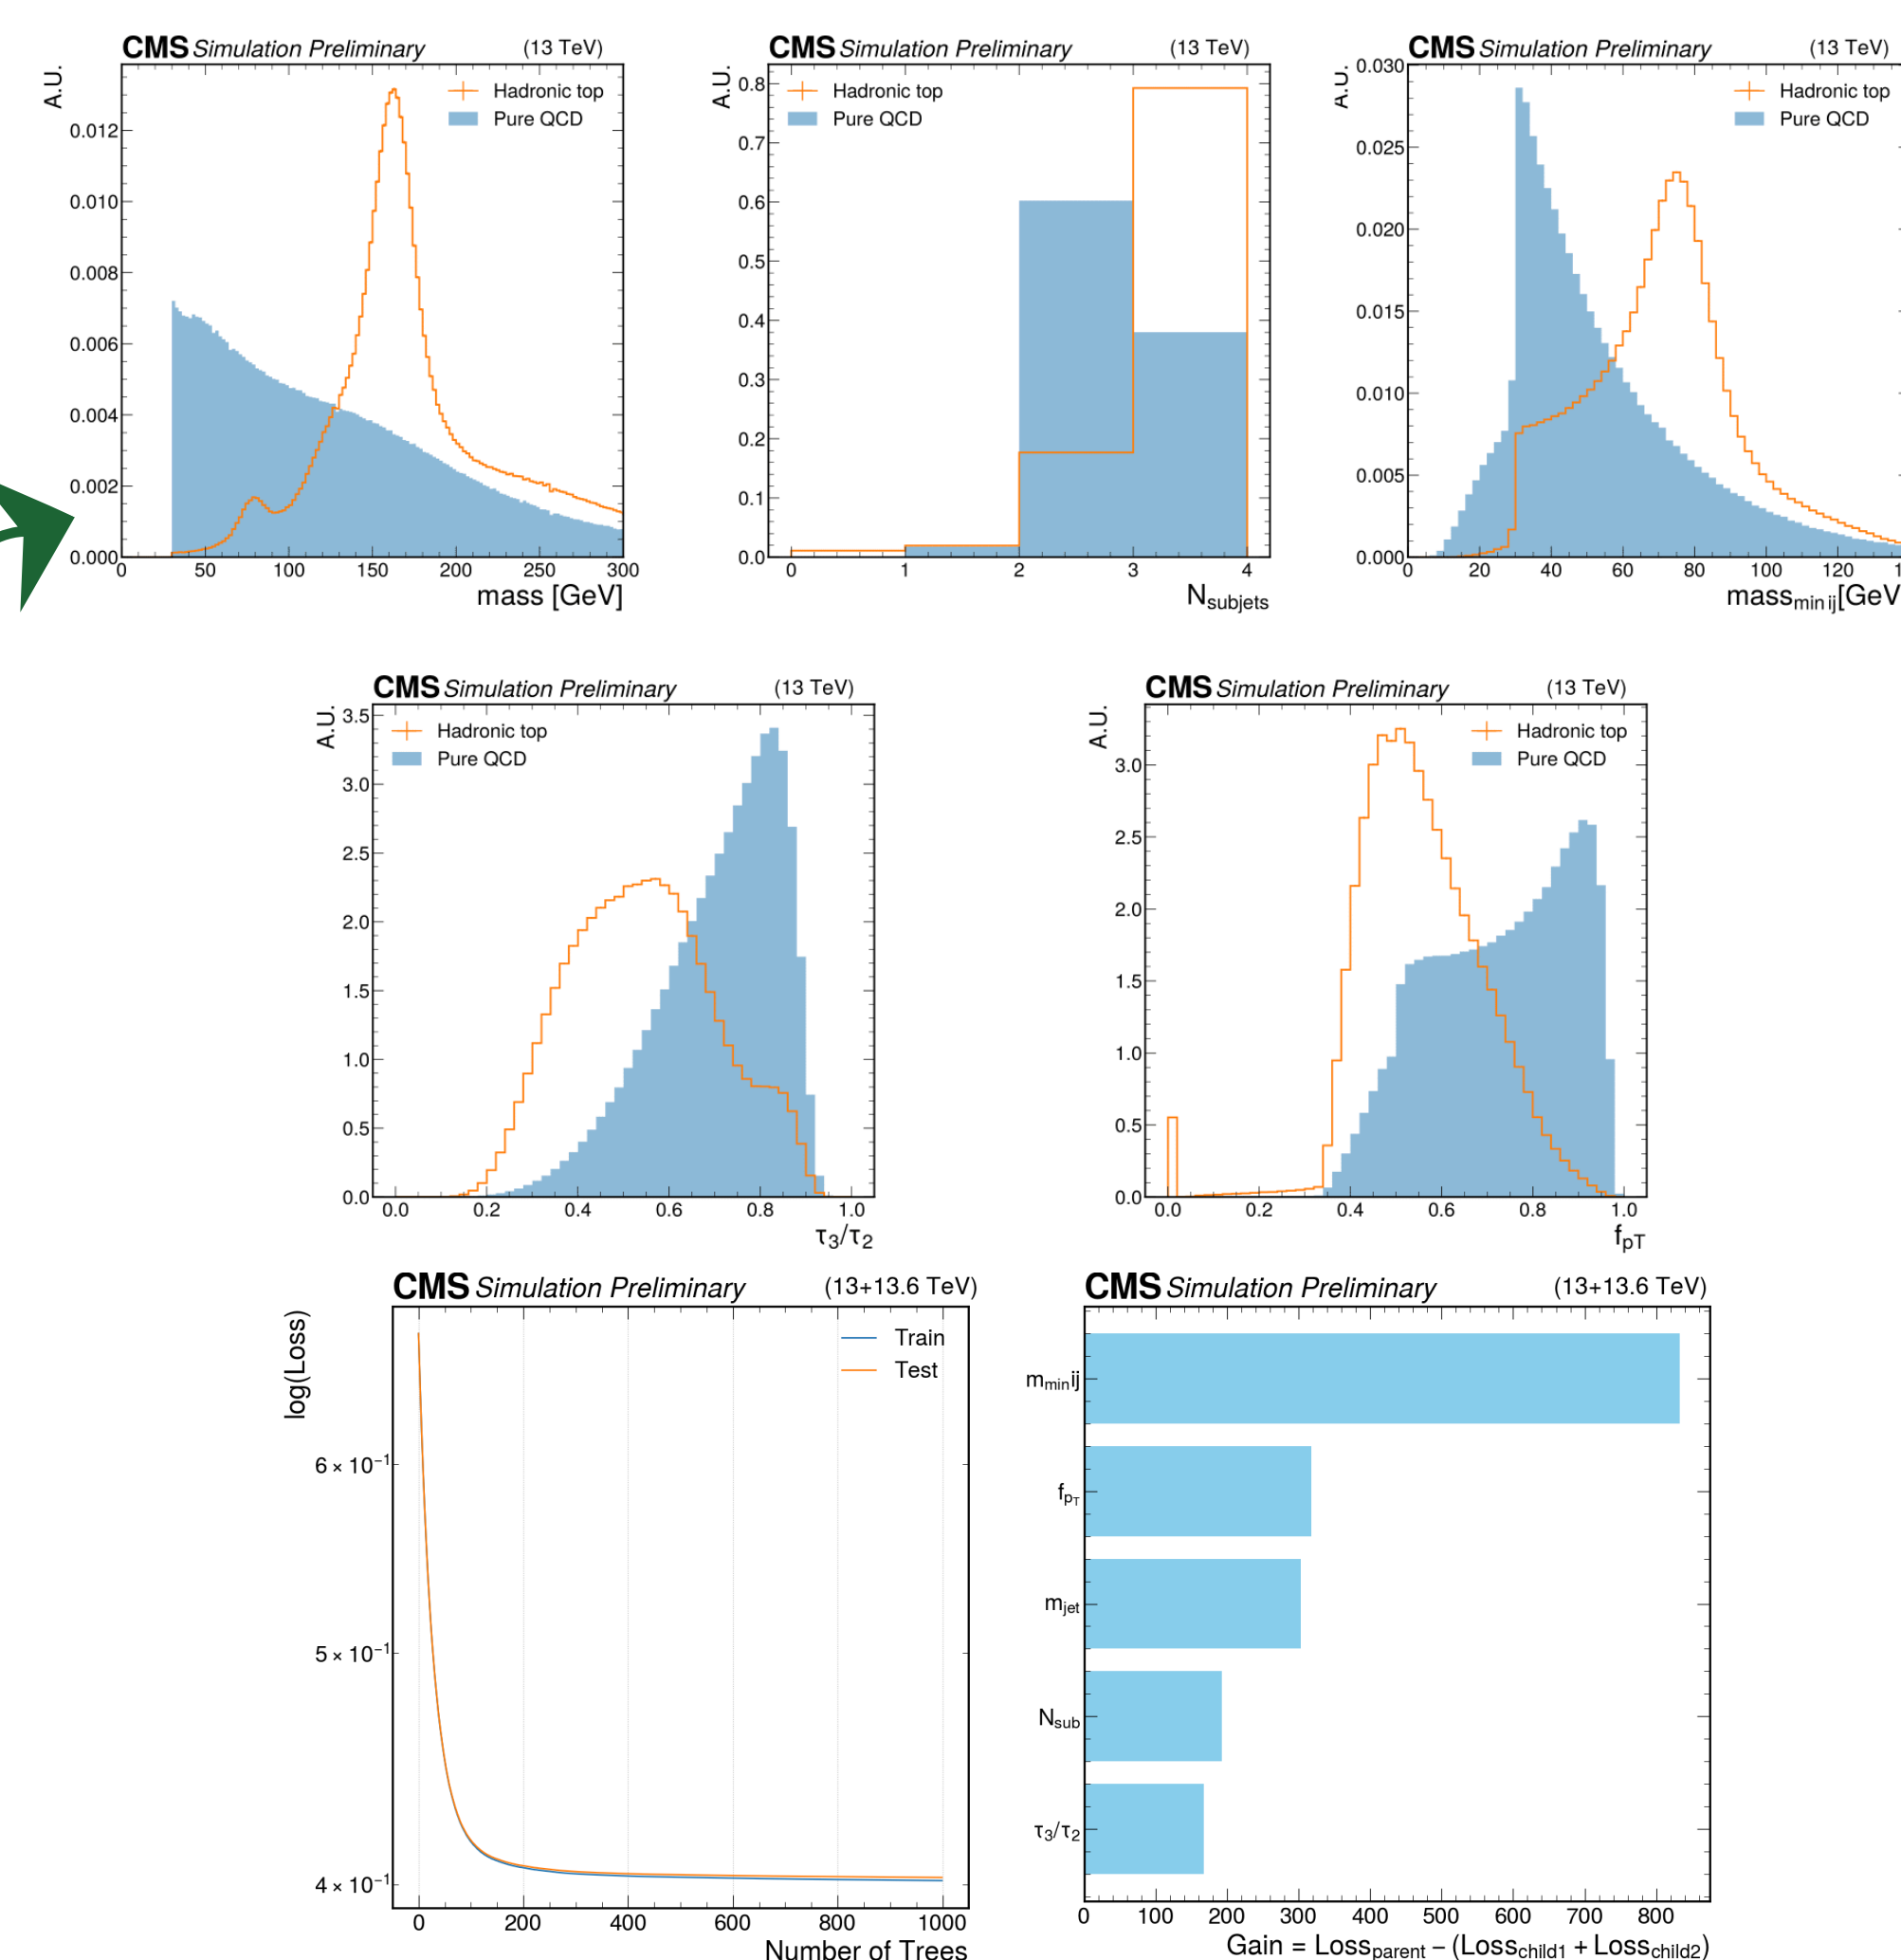 CMS Simulation Preliminary (13 TeV)
A.U.
Hadronic top
Pure QCD
0.012
0.010
0.008
0.006
0.004
0.002
0.000
0 50 100 150 200 250 300
mass [GeV]
CMS Simulation Preliminary (13 TeV)
A.U.
Hadronic top
Pure QCD
0.8
0.7
0.6
0.5
0.4
0.3
0.2
0.1
0.0
0 1 2 3 4
Nsubjets
CMS Simulation Preliminary (13 TeV)
A.U.
Hadronic top
Pure QCD
0.030
0.025
0.020
0.015
0.010
0.005
0.000
0 20 40 60 80 100 120 1
massmin ij[GeV
CMS Simulation Preliminary (13 TeV)
A.U.
Hadronic top
Pure QCD
3.5
3.0
2.5
2.0
1.5
1.0
0.5
0.0
0.0 0.2 0.4 0.6 0.8 1.0
τ3/τ2
CMS Simulation Preliminary (13 TeV)
A.U.
Hadronic top
Pure QCD
3.0
2.5
2.0
1.5
1.0
0.5
0.0
0.0 0.2 0.4 0.6 0.8 1.0
fpT
CMS Simulation Preliminary (13+13.6 TeV)
log(Loss)
Train
Test
6 × 10⁻¹
5 × 10⁻¹
4 × 10⁻¹
0 200 400 600 800 1000
Number of Trees
CMS Simulation Preliminary (13+13.6 TeV)
mminij
fpT
mjet
Nsub
τ3/τ2
0 100 200 300 400 500 600 700 800
Gain = Lossparent – (Losschild1 + Losschild2)